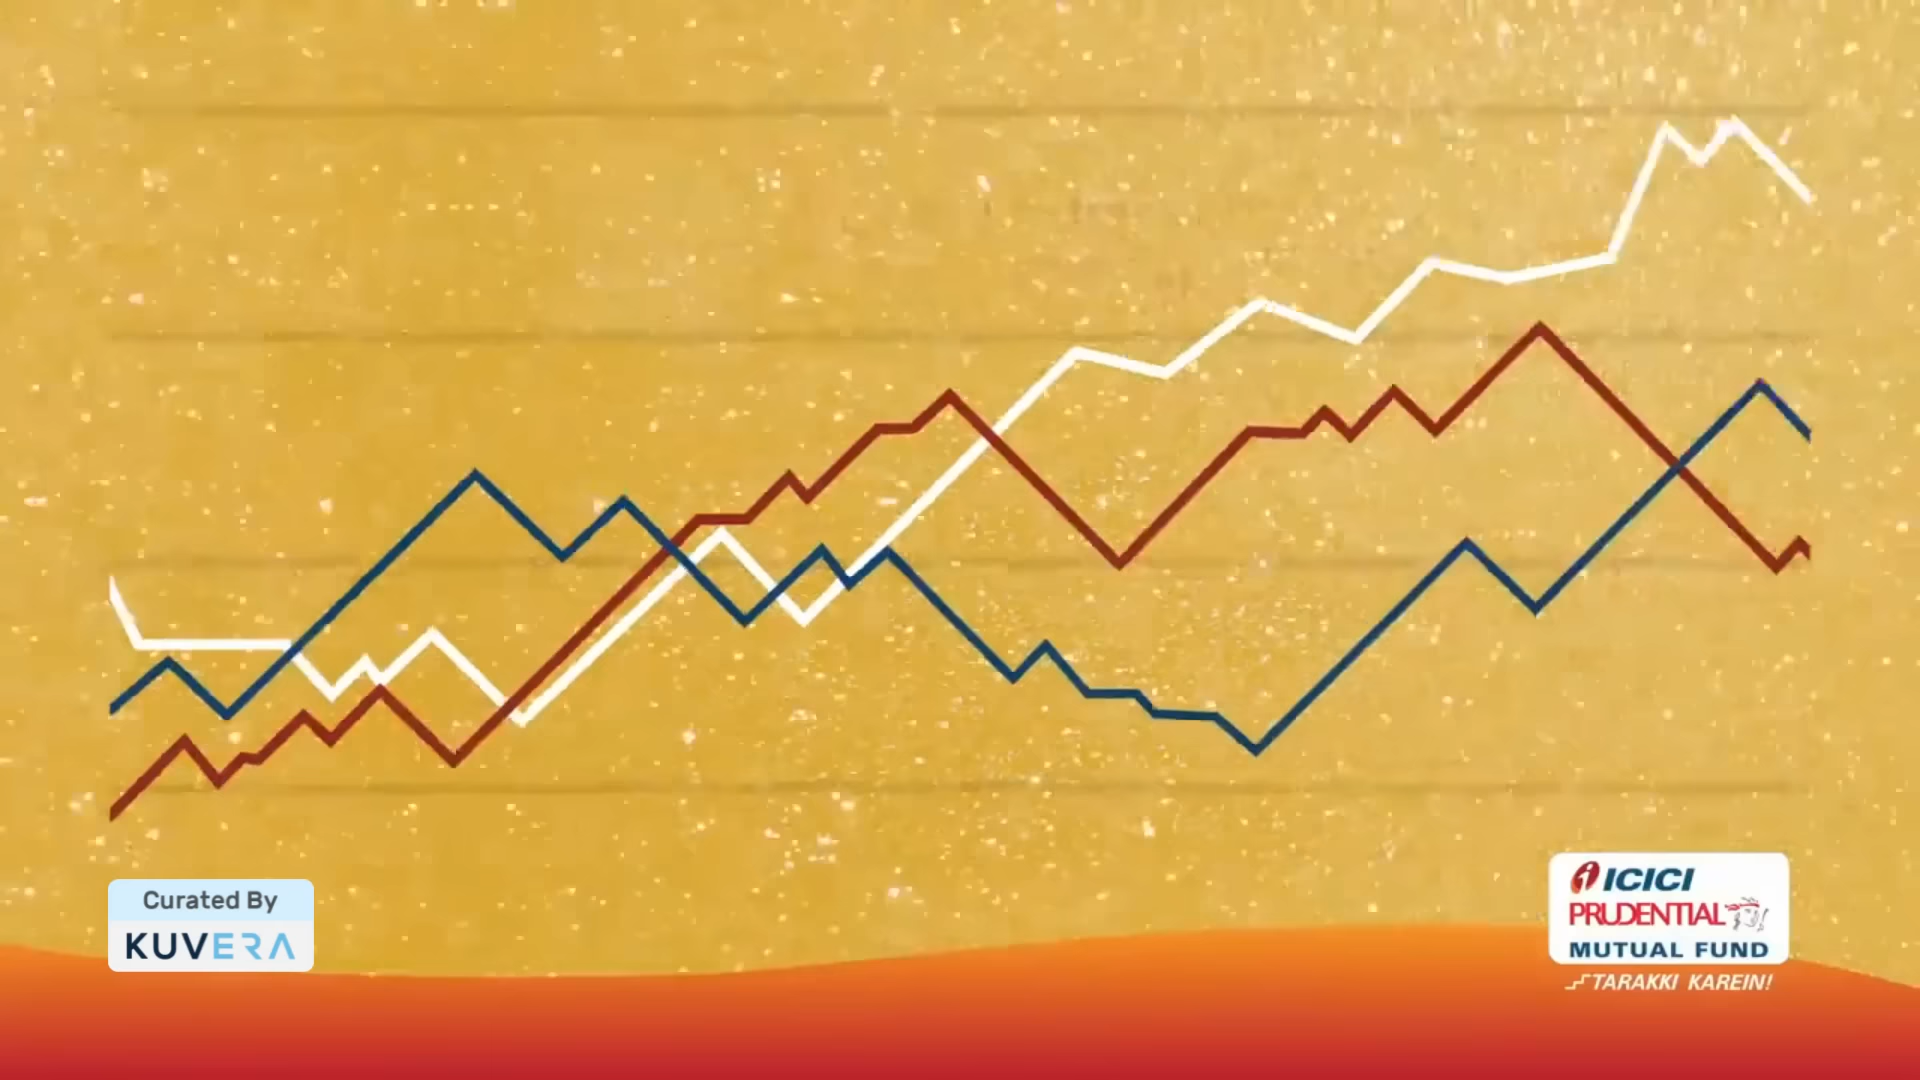 Curated By
KUVERA
ICICI
PRUDENTIAL
MUTUAL FUND
TARAKKI KAREIN!